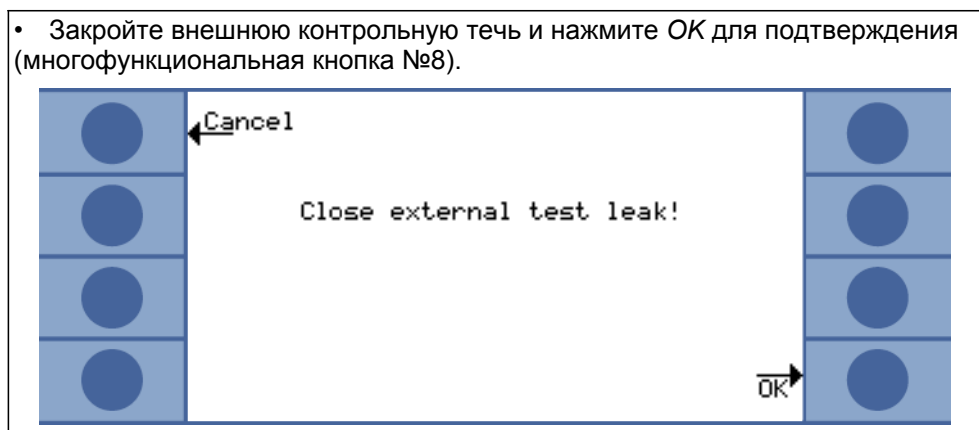 • Закройте внешнюю контрольную течь и нажмите OK для подтверждения
(многофункциональная кнопка №8).
Cancel
Close external test leak!
OK